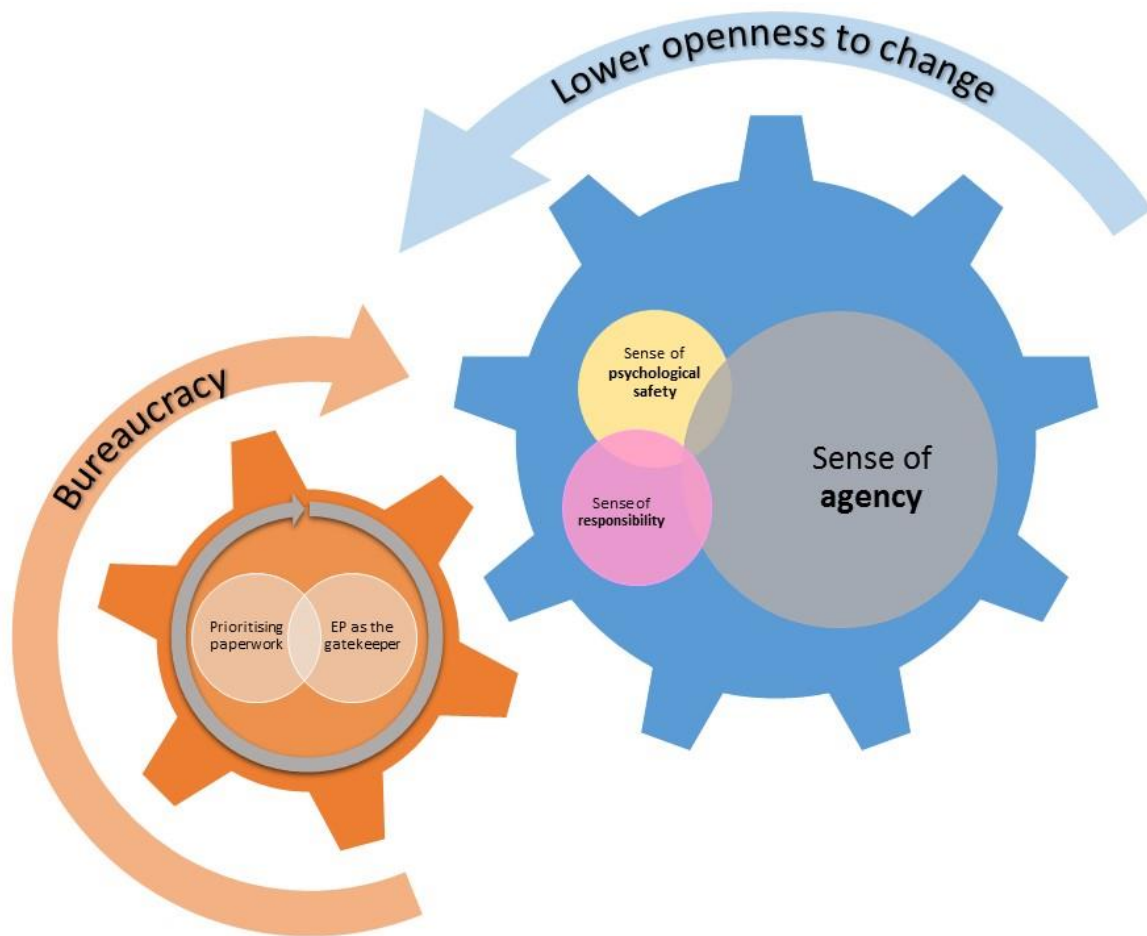 Lower openness to change
Bureaucracy
Sense of
psychological
safety
Sense of
responsibility
Sense of
agency
Prioritising
paperwork
EP as the
gatekeeper